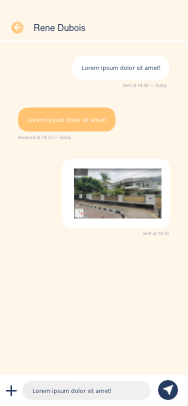 Rene Dubois
Lorem ipsum dolor sit amet!
Sent at 18:09 — Today
Lorem ipsum dolor sit amet!
Received at 18:12 — Today
Sent at 18:15
Lorem ipsum dolor sit amet!